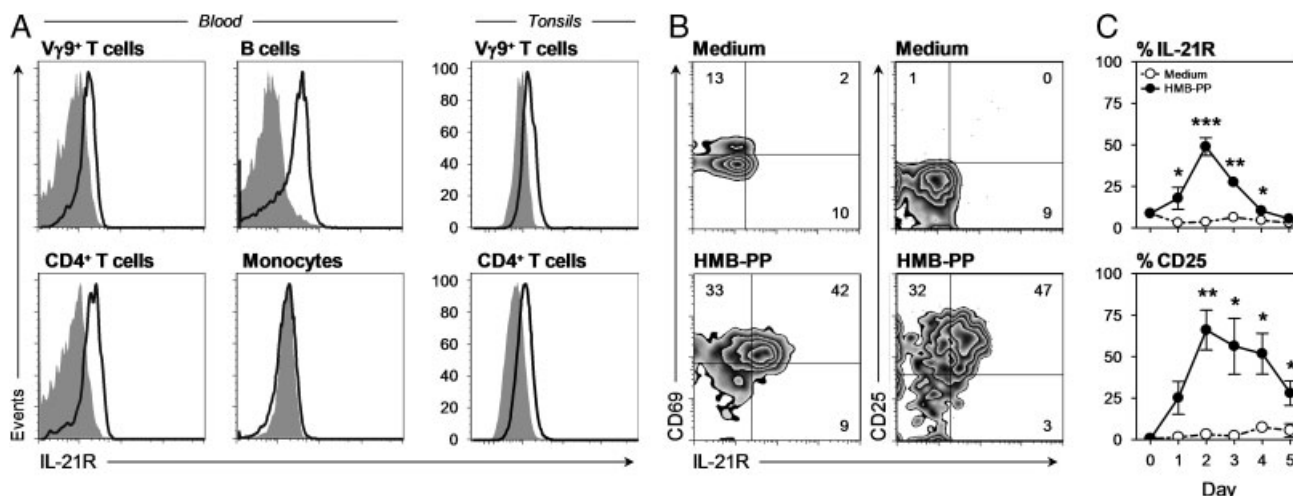 A
Blood
Tonsils
Vγ9⁺ T cells
B cells
Vγ9⁺ T cells
100
80
60
40
20
0
CD4⁺ T cells
Monocytes
CD4⁺ T cells
100
80
60
40
20
0
Events
IL-21R
B
Medium
Medium
13
2
1
0
10
9
HMB-PP
HMB-PP
33
42
32
47
9
3
CD69
CD25
IL-21R
C
% IL-21R
100
75
50
25
0
Medium
HMB-PP
*
***
**
*
% CD25
100
75
50
25
0
**
*
*
*
0 1 2 3 4 5
Day